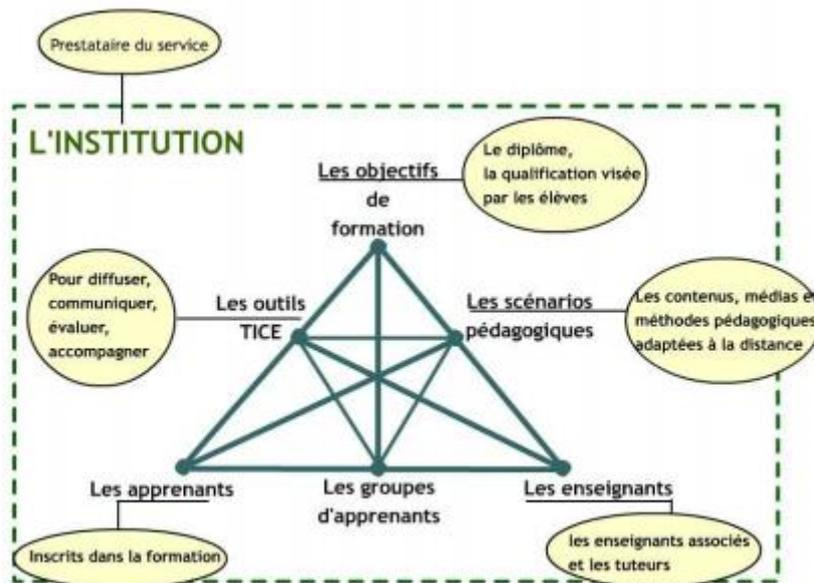 Prestataire du service
L'INSTITUTION
Les objectifs
de
formation
Le diplôme,
la qualification visée
par les élèves
Pour diffuser,
communiquer,
évaluer,
accompagner
Les outils
TICE
Les scénarios
pédagogiques
Les contenus, médias et
méthodes pédagogiques
adaptées à la distance
Les apprenants
Les groupes
d'apprenants
Les enseignants
Inscrits dans la formation
les enseignants associés
et les tuteurs